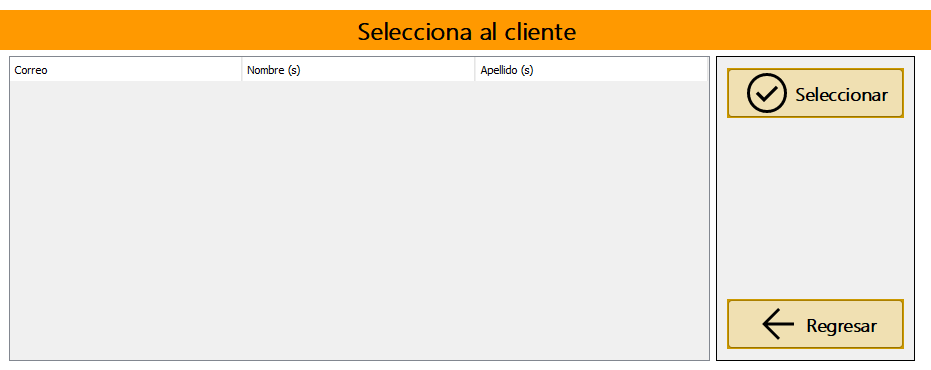 Selecciona al cliente
Correo Nombre (s) Apellido (s)
Seleccionar
Regresar